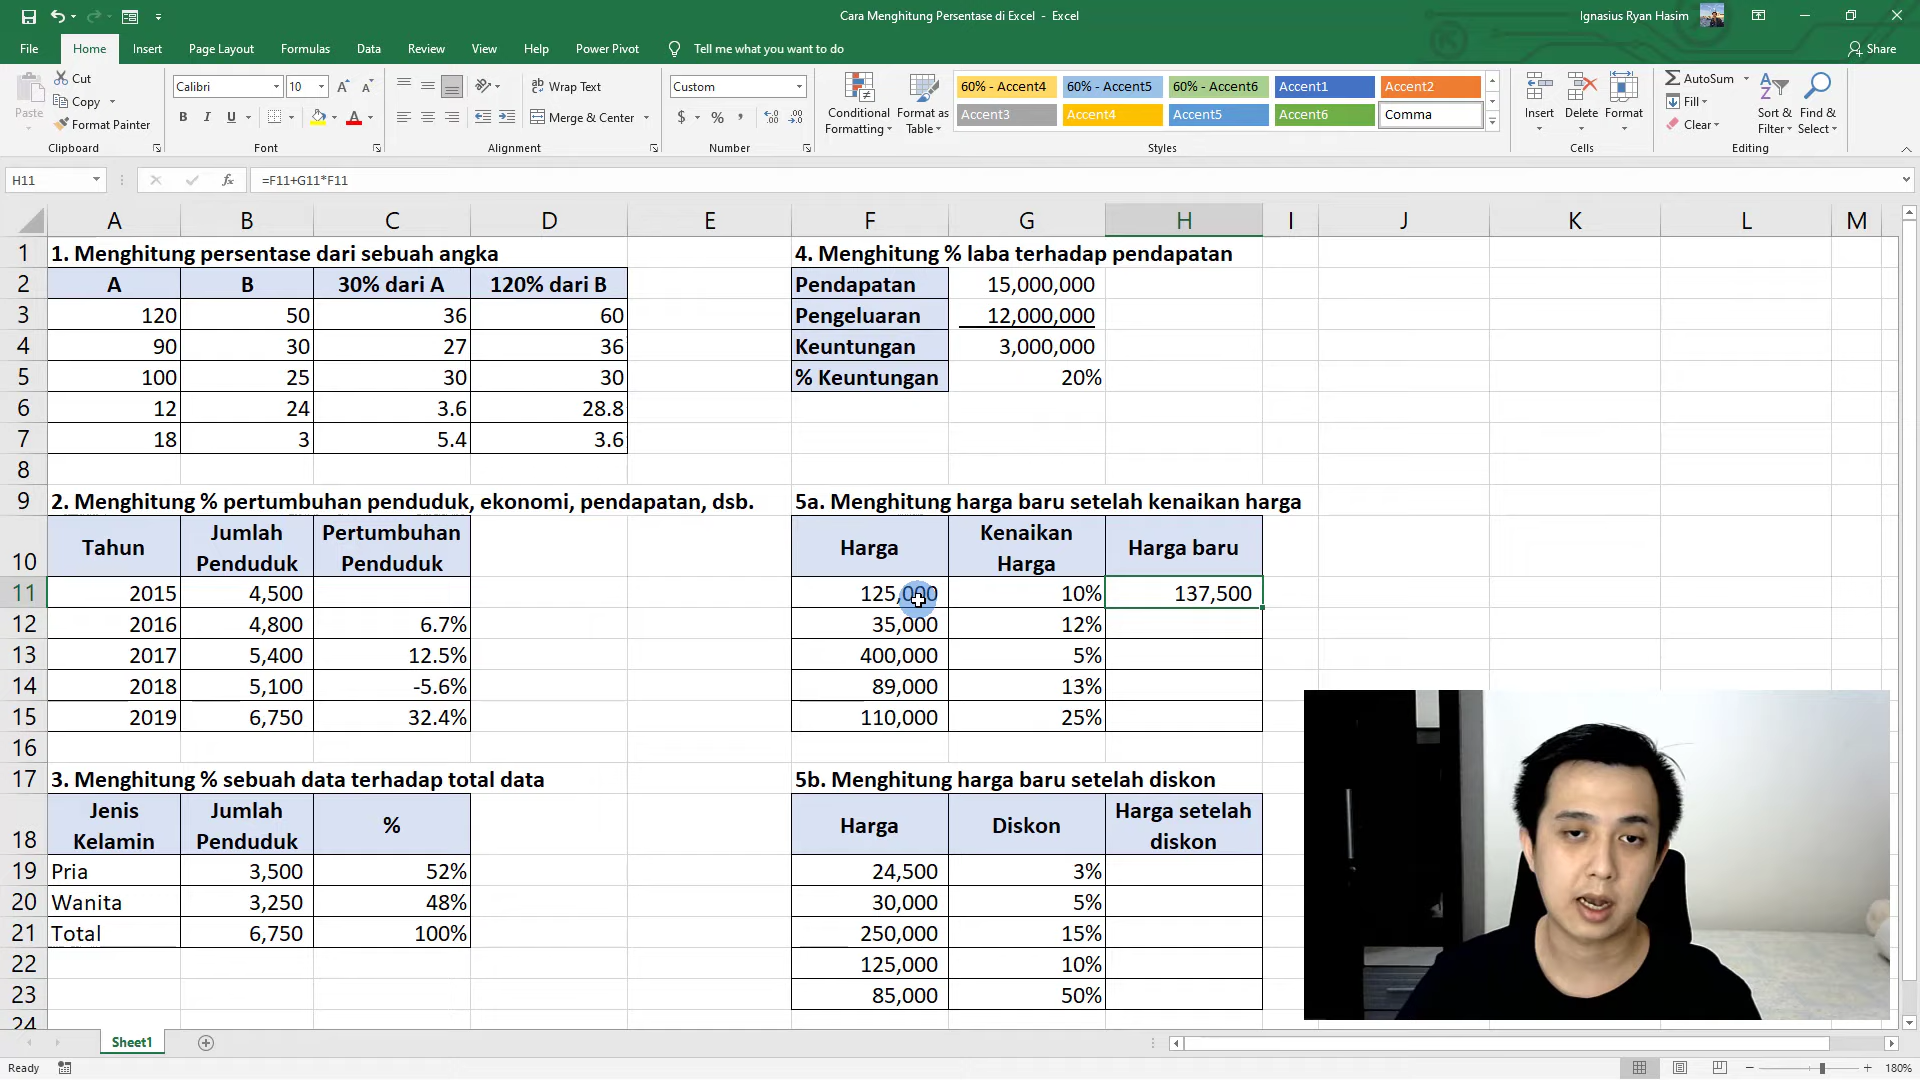 Cara Menghitung Persentase di Excel - Excel
Ignasius Ryan Hasim
File Home Insert Page Layout Formulas Data Review View Help Power Pivot Tell me what you want to do Share
Paste
Cut
Copy
Format Painter
Clipboard
Calibri 10
B I U
Font
Wrap Text
Merge & Center
Alignment
Custom
$ % ,
Number
Conditional Formatting
Format as Table
60% - Accent4 60% - Accent5 60% - Accent6 Accent1 Accent2
Accent3 Accent4 Accent5 Accent6 Comma
Styles
Insert Delete Format
Cells
AutoSum
Fill
Clear
Sort & Filter
Find & Select
Editing
H11 fx =F11+G11*F11
A B C D E F G H I J K L M
1 1. Menghitung persentase dari sebuah angka 4. Menghitung % laba terhadap pendapatan
2 A B 30% dari A 120% dari B Pendapatan 15,000,000
3 120 50 36 60 Pengeluaran 12,000,000
4 90 30 27 36 Keuntungan 3,000,000
5 100 25 30 30 % Keuntungan 20%
6 12 24 3.6 28.8
7 18 3 5.4 3.6
8
9 2. Menghitung % pertumbuhan penduduk, ekonomi, pendapatan, dsb. 5a. Menghitung harga baru setelah kenaikan harga
10 Tahun Jumlah Penduduk Pertumbuhan Penduduk Harga Kenaikan Harga Harga baru
11 2015 4,500 125,000 10% 137,500
12 2016 4,800 6.7% 35,000 12%
13 2017 5,400 12.5% 400,000 5%
14 2018 5,100 -5.6% 89,000 13%
15 2019 6,750 32.4% 110,000 25%
16
17 3. Menghitung % sebuah data terhadap total data 5b. Menghitung harga baru setelah diskon
18 Jenis Kelamin Jumlah Penduduk % Harga Diskon Harga setelah diskon
19 Pria 3,500 52% 24,500 3%
20 Wanita 3,250 48% 30,000 5%
21 Total 6,750 100% 250,000 15%
22 125,000 10%
23 85,000 50%
24
Sheet1
Ready 180%